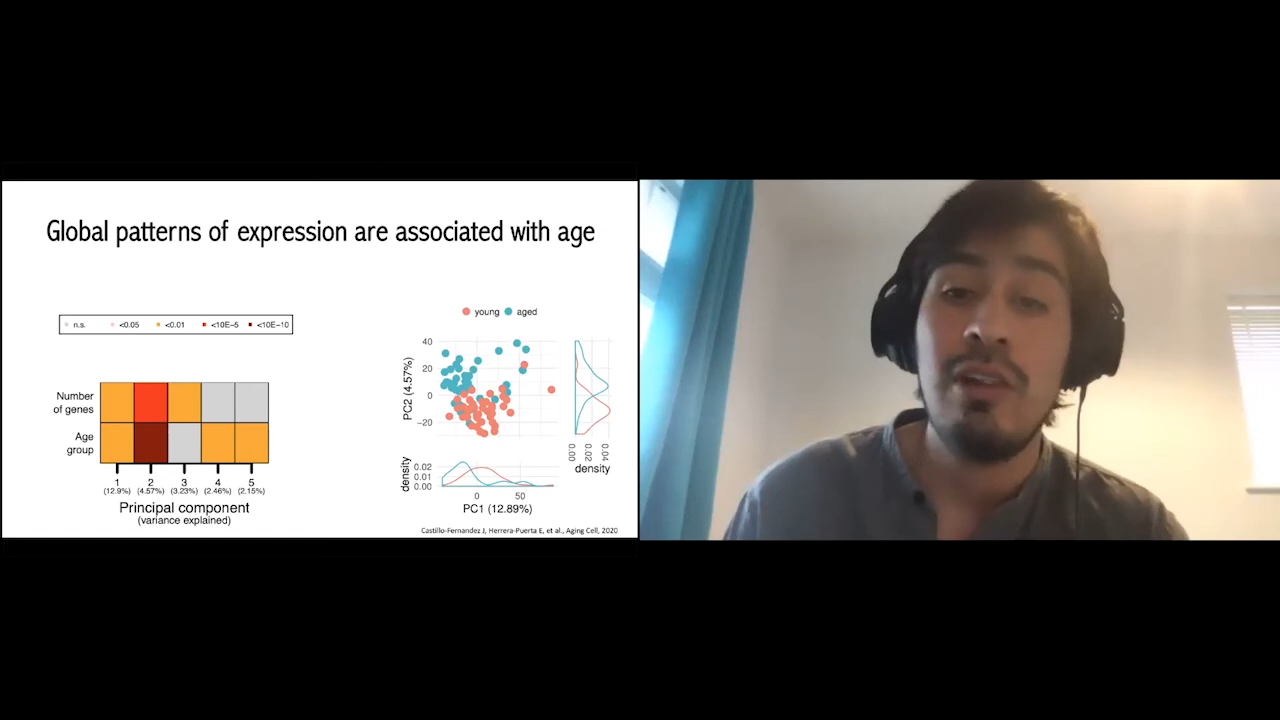 Global patterns of expression are associated with age
n.s. <0.05 <0.01 <10E−5 <10E−10
Number
of genes
Age
group
1 2 3 4 5
(12.9%) (4.57%) (3.23%) (2.46%) (2.15%)
Principal component
(variance explained)
young aged
PC2 (4.57%)
40
20
0
−20
0.00 0.02 0.04
density
density
0.02
0.01
0.00
0 50
PC1 (12.89%)
Castillo-Fernandez J, Herrera-Puerta E, et al., Aging Cell, 2020